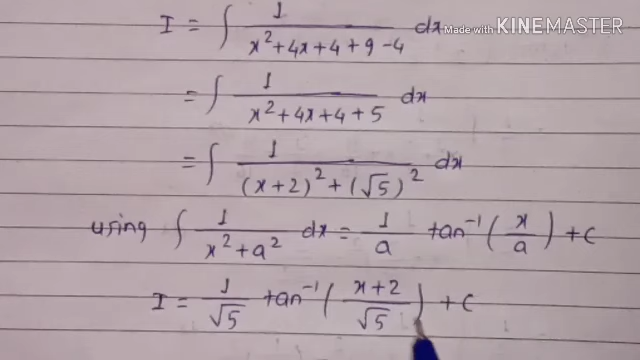 I = ∫ 1/(x²+4x+4+9-4) dx
Made with KINEMASTER
= ∫ 1/(x²+4x+4+5) dx
= ∫ 1/((x+2)²+(√5)²) dx
using ∫ 1/(x²+a²) dx = 1/a tan⁻¹(x/a) + c
I = 1/√5 tan⁻¹((x+2)/√5) + c